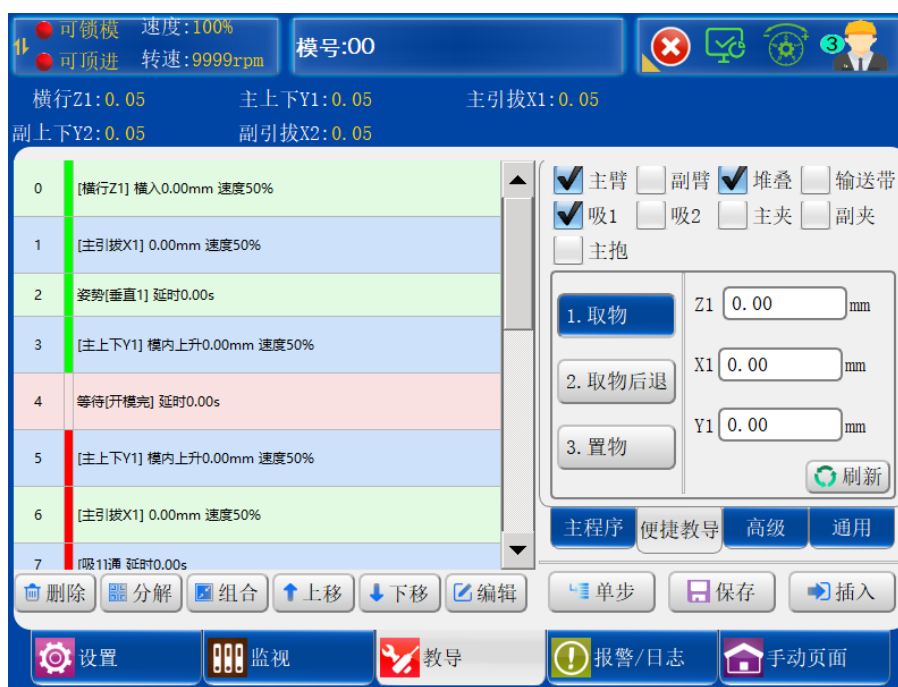 可锁模 速度:100%
可顶进 转速:9999rpm
模号:00
3
横行Z1:0.05 主上下Y1:0.05 主引拔X1:0.05
副上下Y2:0.05 副引拔X2:0.05
0 [横行Z1] 横入0.00mm 速度50%
1 [主引拔X1] 0.00mm 速度50%
2 姿势[垂直1] 延时0.00s
3 [主上下Y1] 模内上升0.00mm 速度50%
4 等待[开模完] 延时0.00s
5 [主上下Y1] 模内上升0.00mm 速度50%
6 [主引拔X1] 0.00mm 速度50%
7 [吸1]通 延时0.00s
主臂 副臂 堆叠 输送带
吸1 吸2 主夹 副夹
主抱
1.取物
2.取物后退
3.置物
Z1 0.00 mm
X1 0.00 mm
Y1 0.00 mm
刷新
主程序 便捷教导 高级 通用
删除 分解 组合 上移 下移 编辑 单步 保存 插入
设置 监视 教导 报警/日志 手动页面